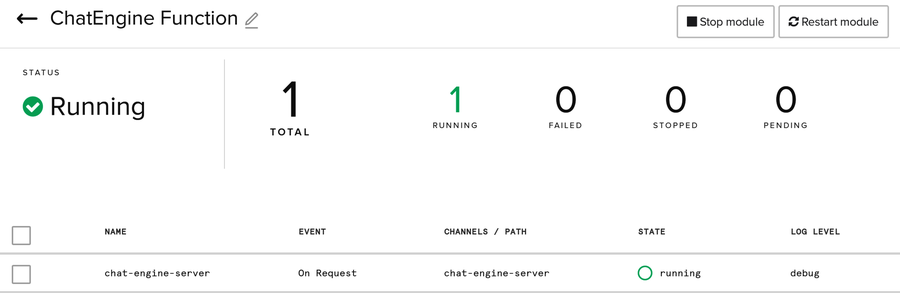 ChatEngine Function
Stop module
Restart module
STATUS
Running
1
TOTAL
1
RUNNING
0
FAILED
0
STOPPED
0
PENDING
NAME EVENT CHANNELS / PATH STATE LOG LEVEL
chat-engine-server On Request chat-engine-server running debug